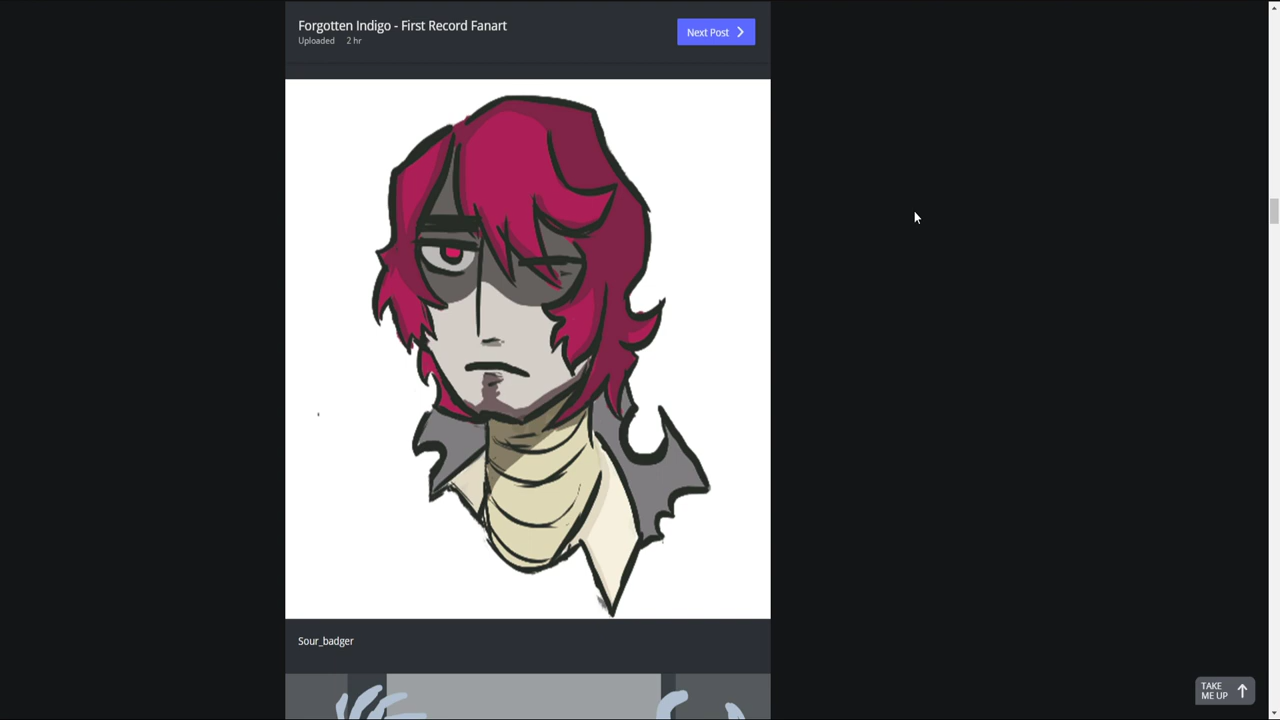 Forgotten Indigo - First Record Fanart
Uploaded 2 hr
Next Post
Sour_badger
TAKE
ME UP